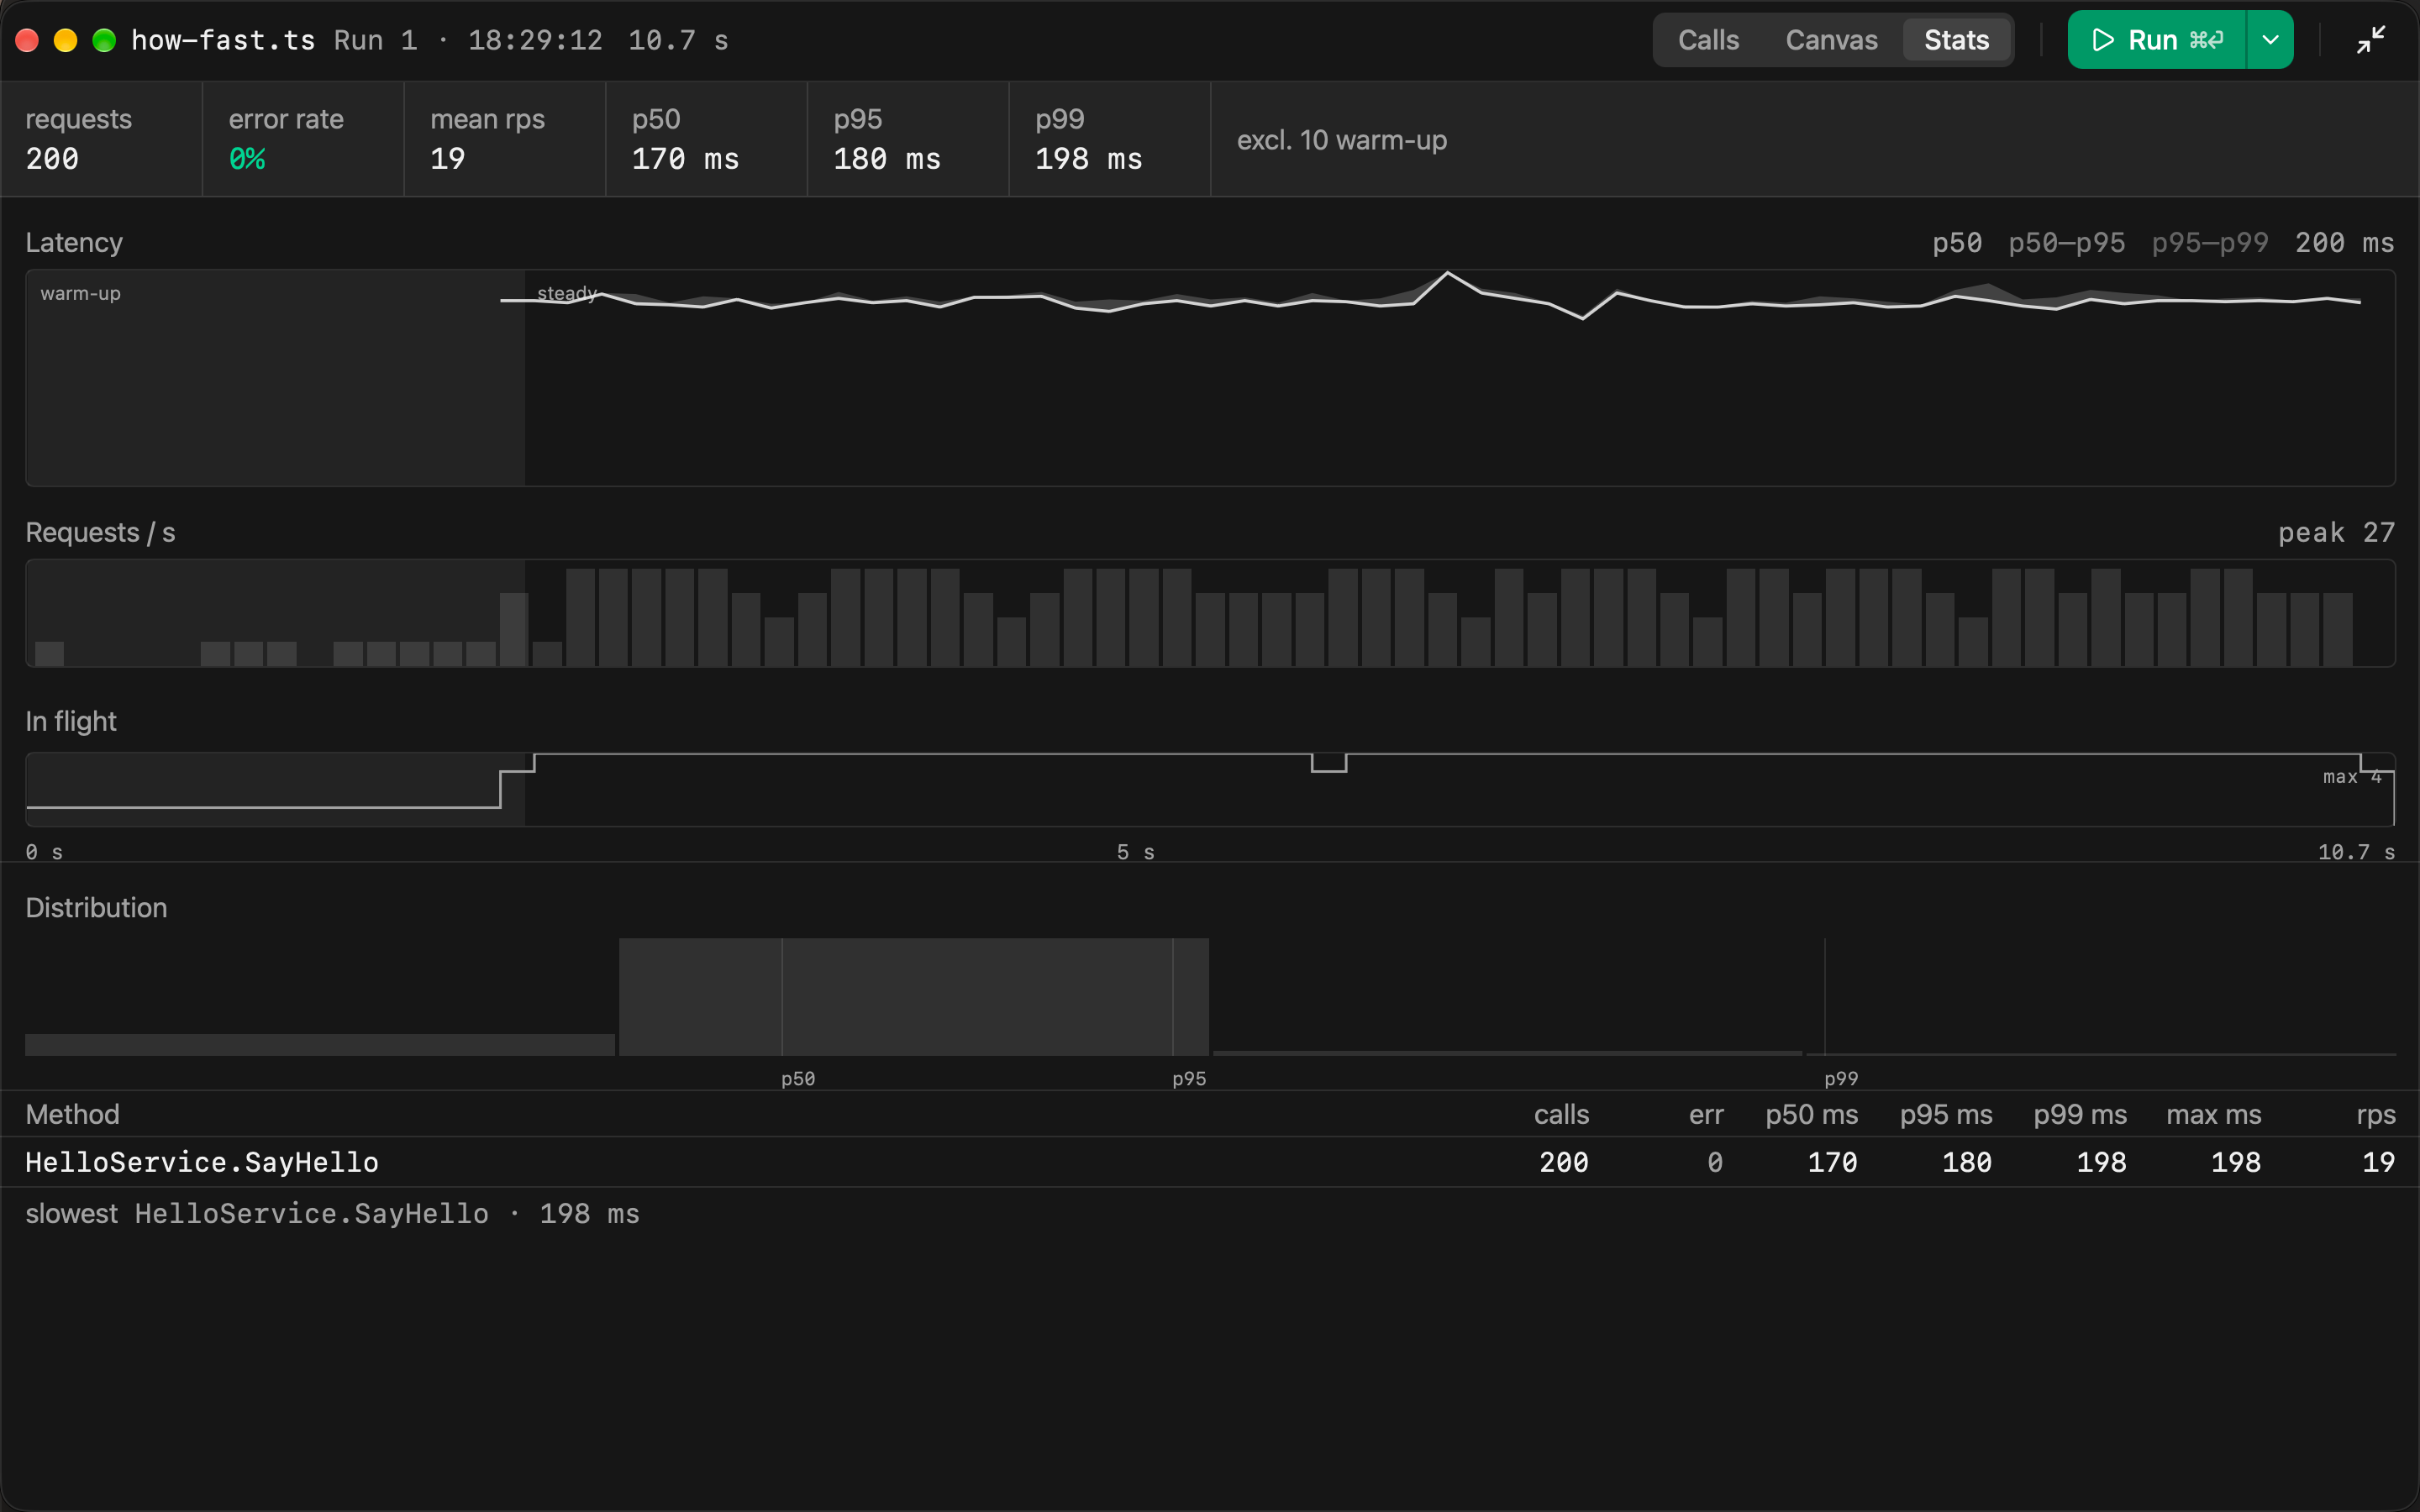 how-fast.ts Run 1 · 18:29:12 10.7 s
Calls Canvas Stats
Run ⌘⏎
requests error rate mean rps p50 p95 p99
200 0% 19 170 ms 180 ms 198 ms
excl. 10 warm-up
Latency p50 p50–p95 p95–p99 200 ms
warm-up steady
Requests / s peak 27
In flight
max 4
0 s 5 s 10.7 s
Distribution
p50 p95 p99
Method calls err p50 ms p95 ms p99 ms max ms rps
HelloService.SayHello 200 0 170 180 198 198 19
slowest HelloService.SayHello · 198 ms